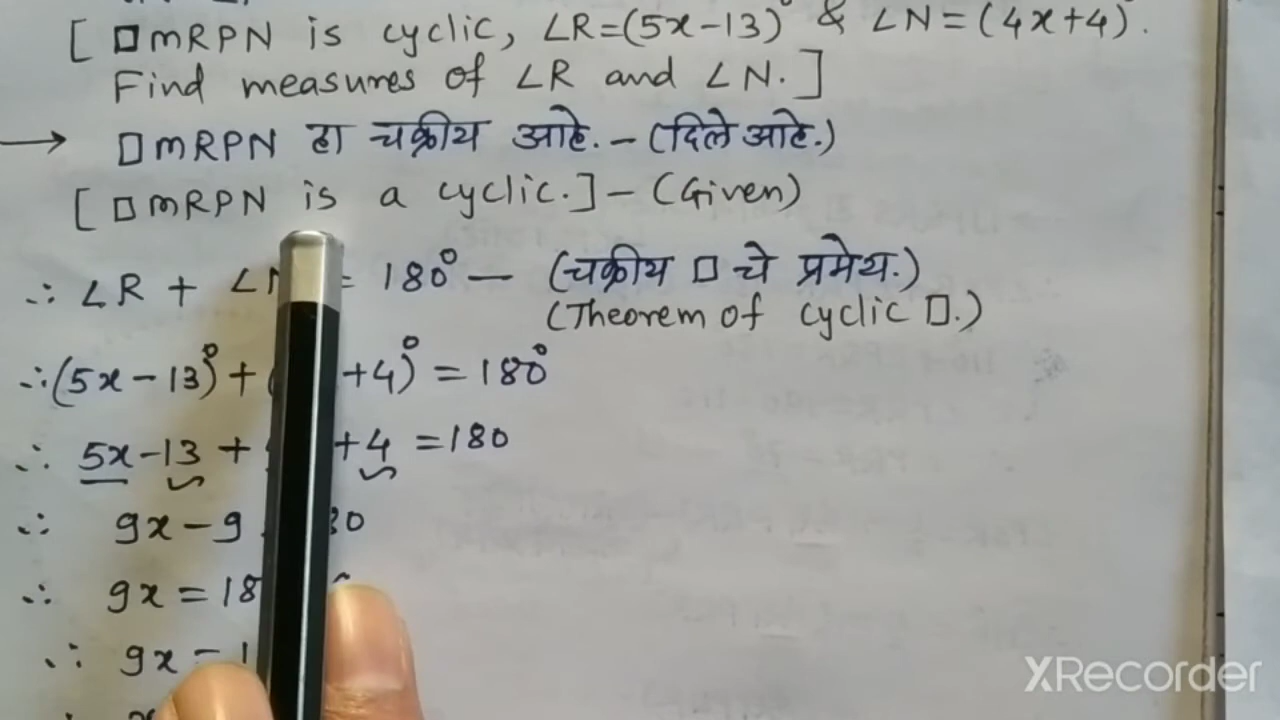 [ □mRPN is cyclic, ∠R=(5x-13)° & ∠N=(4x+4)°.
Find measures of ∠R and ∠N.]
→ □mRPN हा चक्रीय आहे. - (दिले आहे.)
[ □mRPN is a cyclic.] - (Given)
∴ ∠R + ∠N = 180° - (चक्रीय □ चे प्रमेय.)
(Theorem of cyclic □.)
∴ (5x-13)° + ( +4)° = 180°
∴ 5x-13 + +4 = 180
∴ 9x-9 80
∴ 9x = 18
∴ 9x = 1
XRecorder